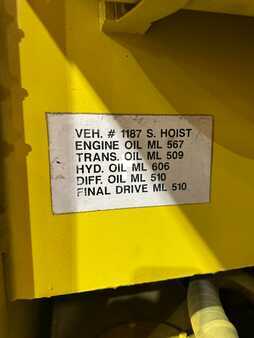 VEH. # 1187 S. HOIST
ENGINE OIL ML 567
TRANS. OIL ML 509
HYD. OIL ML 606
DIFF. OIL ML 510
FINAL DRIVE ML 510